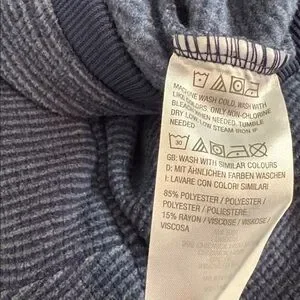 MACHINE WASH COLD, WASH WITH
LIKE COLORS. ONLY NON-CHLORINE
BLEACH WHEN NEEDED. TUMBLE
DRY LOW. LOW STEAM IRON IF
NEEDED
30
GB: WASH WITH SIMILAR COLOURS
D: MIT ÄHNLICHEN FARBEN WASCHEN
I: LAVARE CON COLORI SIMILARI
85% POLYESTER / POLYESTER
/ POLYESTER / POLIESTERE
15% RAYON / VISCOSE / VISKOSE /
VISCOSA